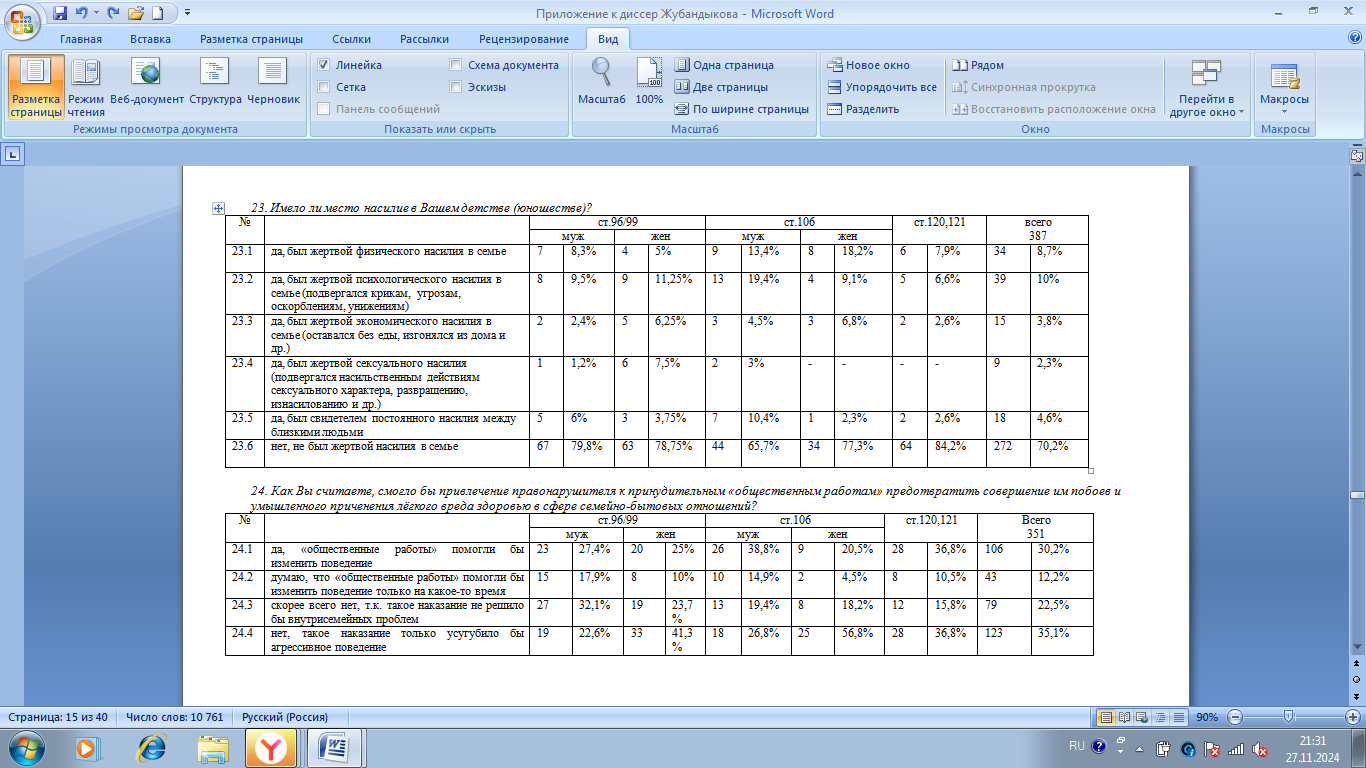 Приложение к диссер Жубандыкова - Microsoft Word
Главная Вставка Разметка страницы Ссылки Рассылки Рецензирование Вид
Разметка страницы
Режим чтения
Веб-документ
Структура
Черновик
Режимы просмотра документа
Линейка
Сетка
Панель сообщений
Схема документа
Эскизы
Показать или скрыть
Масштаб
100
100%
Одна страница
Две страницы
По ширине страницы
Масштаб
Новое окно
Упорядочить все
Разделить
Рядом
Синхронная прокрутка
Восстановить расположение окна
Перейти в другое окно
Окно
Макросы
Макросы
23. Имело ли место насилие в Вашем детстве (юношестве)?
№ ст.96/99 ст.106 ст.120,121 всего
387
муж жен муж жен
23.1 да, был жертвой физического насилия в семье 7 8,3% 4 5% 9 13,4% 8 18,2% 6 7,9% 34 8,7%
23.2 да, был жертвой психологического насилия в 8 9,5% 9 11,25% 13 19,4% 4 9,1% 5 6,6% 39 10%
семье (подвергался крикам, угрозам,
оскорблениям, унижениям)
23.3 да, был жертвой экономического насилия в 2 2,4% 5 6,25% 3 4,5% 3 6,8% 2 2,6% 15 3,8%
семье (оставался без еды, изгонялся из дома и
др.)
23.4 да, был жертвой сексуального насилия 1 1,2% 6 7,5% 2 3% - - - - 9 2,3%
(подвергался насильственным действиям
сексуального характера, развращению,
изнасилованию и др.)
23.5 да, был свидетелем постоянного насилия между 5 6% 3 3,75% 7 10,4% 1 2,3% 2 2,6% 18 4,6%
близкими людьми
23.6 нет, не был жертвой насилия в семье 67 79,8% 63 78,75% 44 65,7% 34 77,3% 64 84,2% 272 70,2%
24. Как Вы считаете, смогло бы привлечение правонарушителя к принудительным «общественным работам» предотвратить совершение им побоев и
умышленного причинения лёгкого вреда здоровью в сфере семейно-бытовых отношений?
№ ст.96/99 ст.106 ст.120,121 Всего
351
муж жен муж жен
24.1 да, «общественные работы» помогли бы 23 27,4% 20 25% 26 38,8% 9 20,5% 28 36,8% 106 30,2%
изменить поведение
24.2 думаю, что «общественные работы» помогли бы 15 17,9% 8 10% 10 14,9% 2 4,5% 8 10,5% 43 12,2%
изменить поведение только на какое-то время
24.3 скорее всего нет, т.к. такое наказание не решило 27 32,1% 19 23,7 13 19,4% 8 18,2% 12 15,8% 79 22,5%
бы внутрисемейных проблем %
24.4 нет, такое наказание только усугубило бы 19 22,6% 33 41,3 18 26,8% 25 56,8% 28 36,8% 123 35,1%
агрессивное поведение %
Страница: 15 из 40 Число слов: 10 761 Русский (Россия) 90%
RU 21:31
27.11.2024